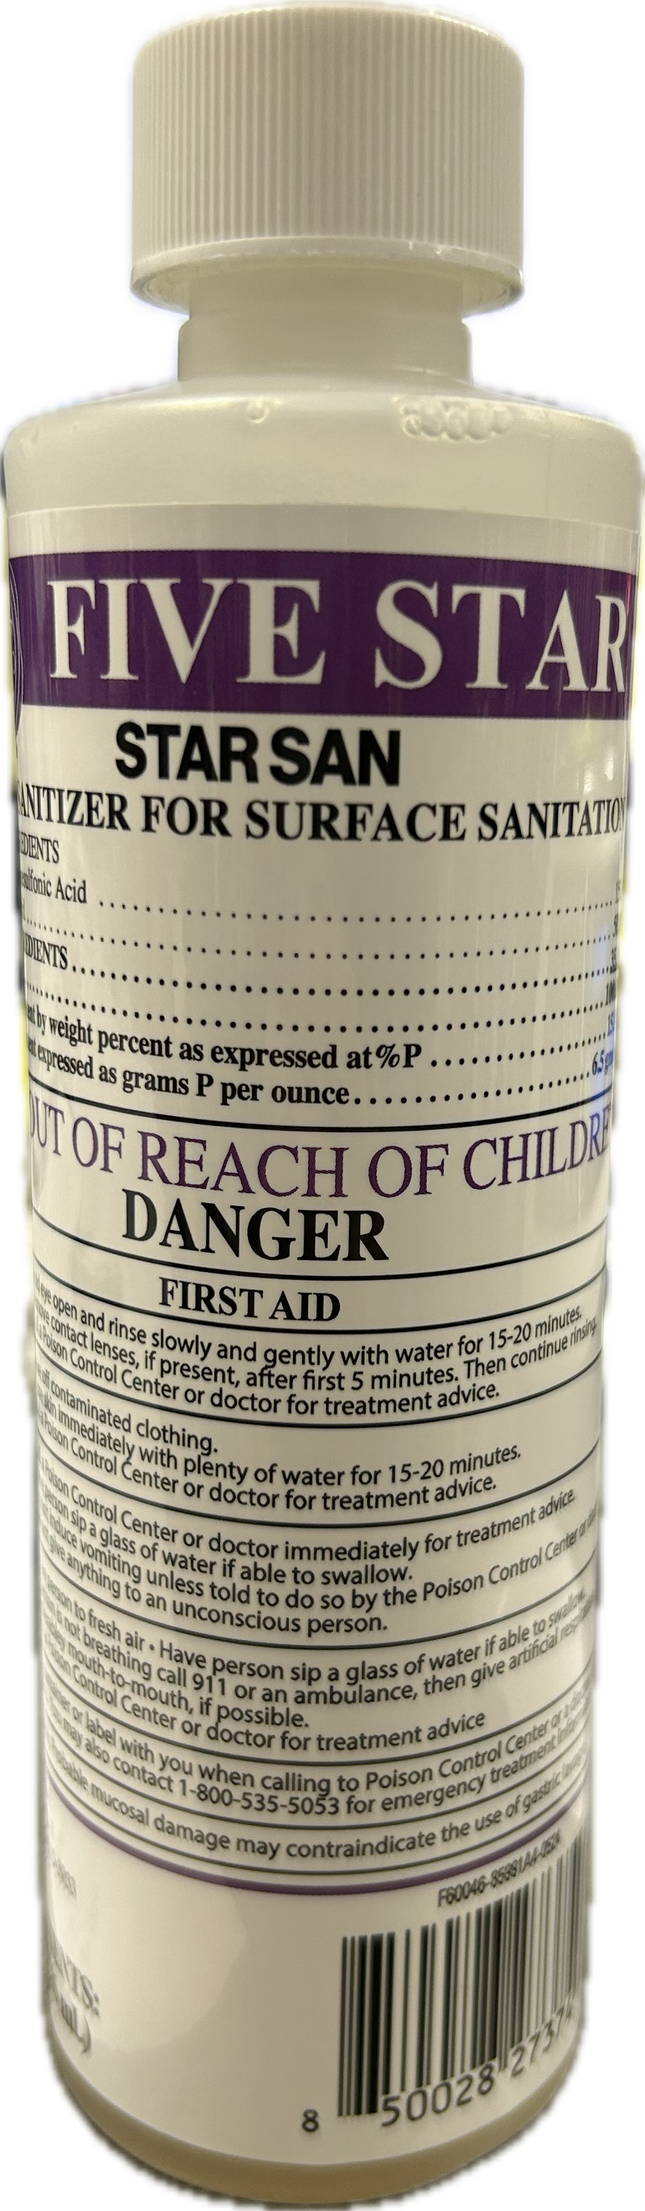 FIVE STAR
STAR SAN
ANITIZER FOR SURFACE SANITATION
EDIENTS
sulfonic Acid
EDIENTS
by weight percent as expressed at%P
expressed as grams P per ounce 6.5
OUT OF REACH OF CHILDRE
DANGER
FIRST AID
eye open and rinse slowly and gently with water for 15-20 minutes.
contact lenses, if present, after first 5 minutes. Then continue rinsing
Poison Control Center or doctor for treatment advice.
off contaminated clothing.
skin immediately with plenty of water for 15-20 minutes.
Poison Control Center or doctor for treatment advice.
Poison Control Center or doctor immediately for treatment advice.
person sip a glass of water if able to swallow.
induce vomiting unless told to do so by the Poison Control Center or
give anything to an unconscious person.
person to fresh air • Have person sip a glass of water if able to swallow.
is not breathing call 911 or an ambulance, then give artificial
mouth-to-mouth, if possible.
Control Center or doctor for treatment advice
or label with you when calling to Poison Control Center or a
may also contact 1-800-535-5053 for emergency treatment
mucosal damage may contraindicate the use of gastric
F60046-65981A4-0524
NTS:
mL)
8 50028 2737